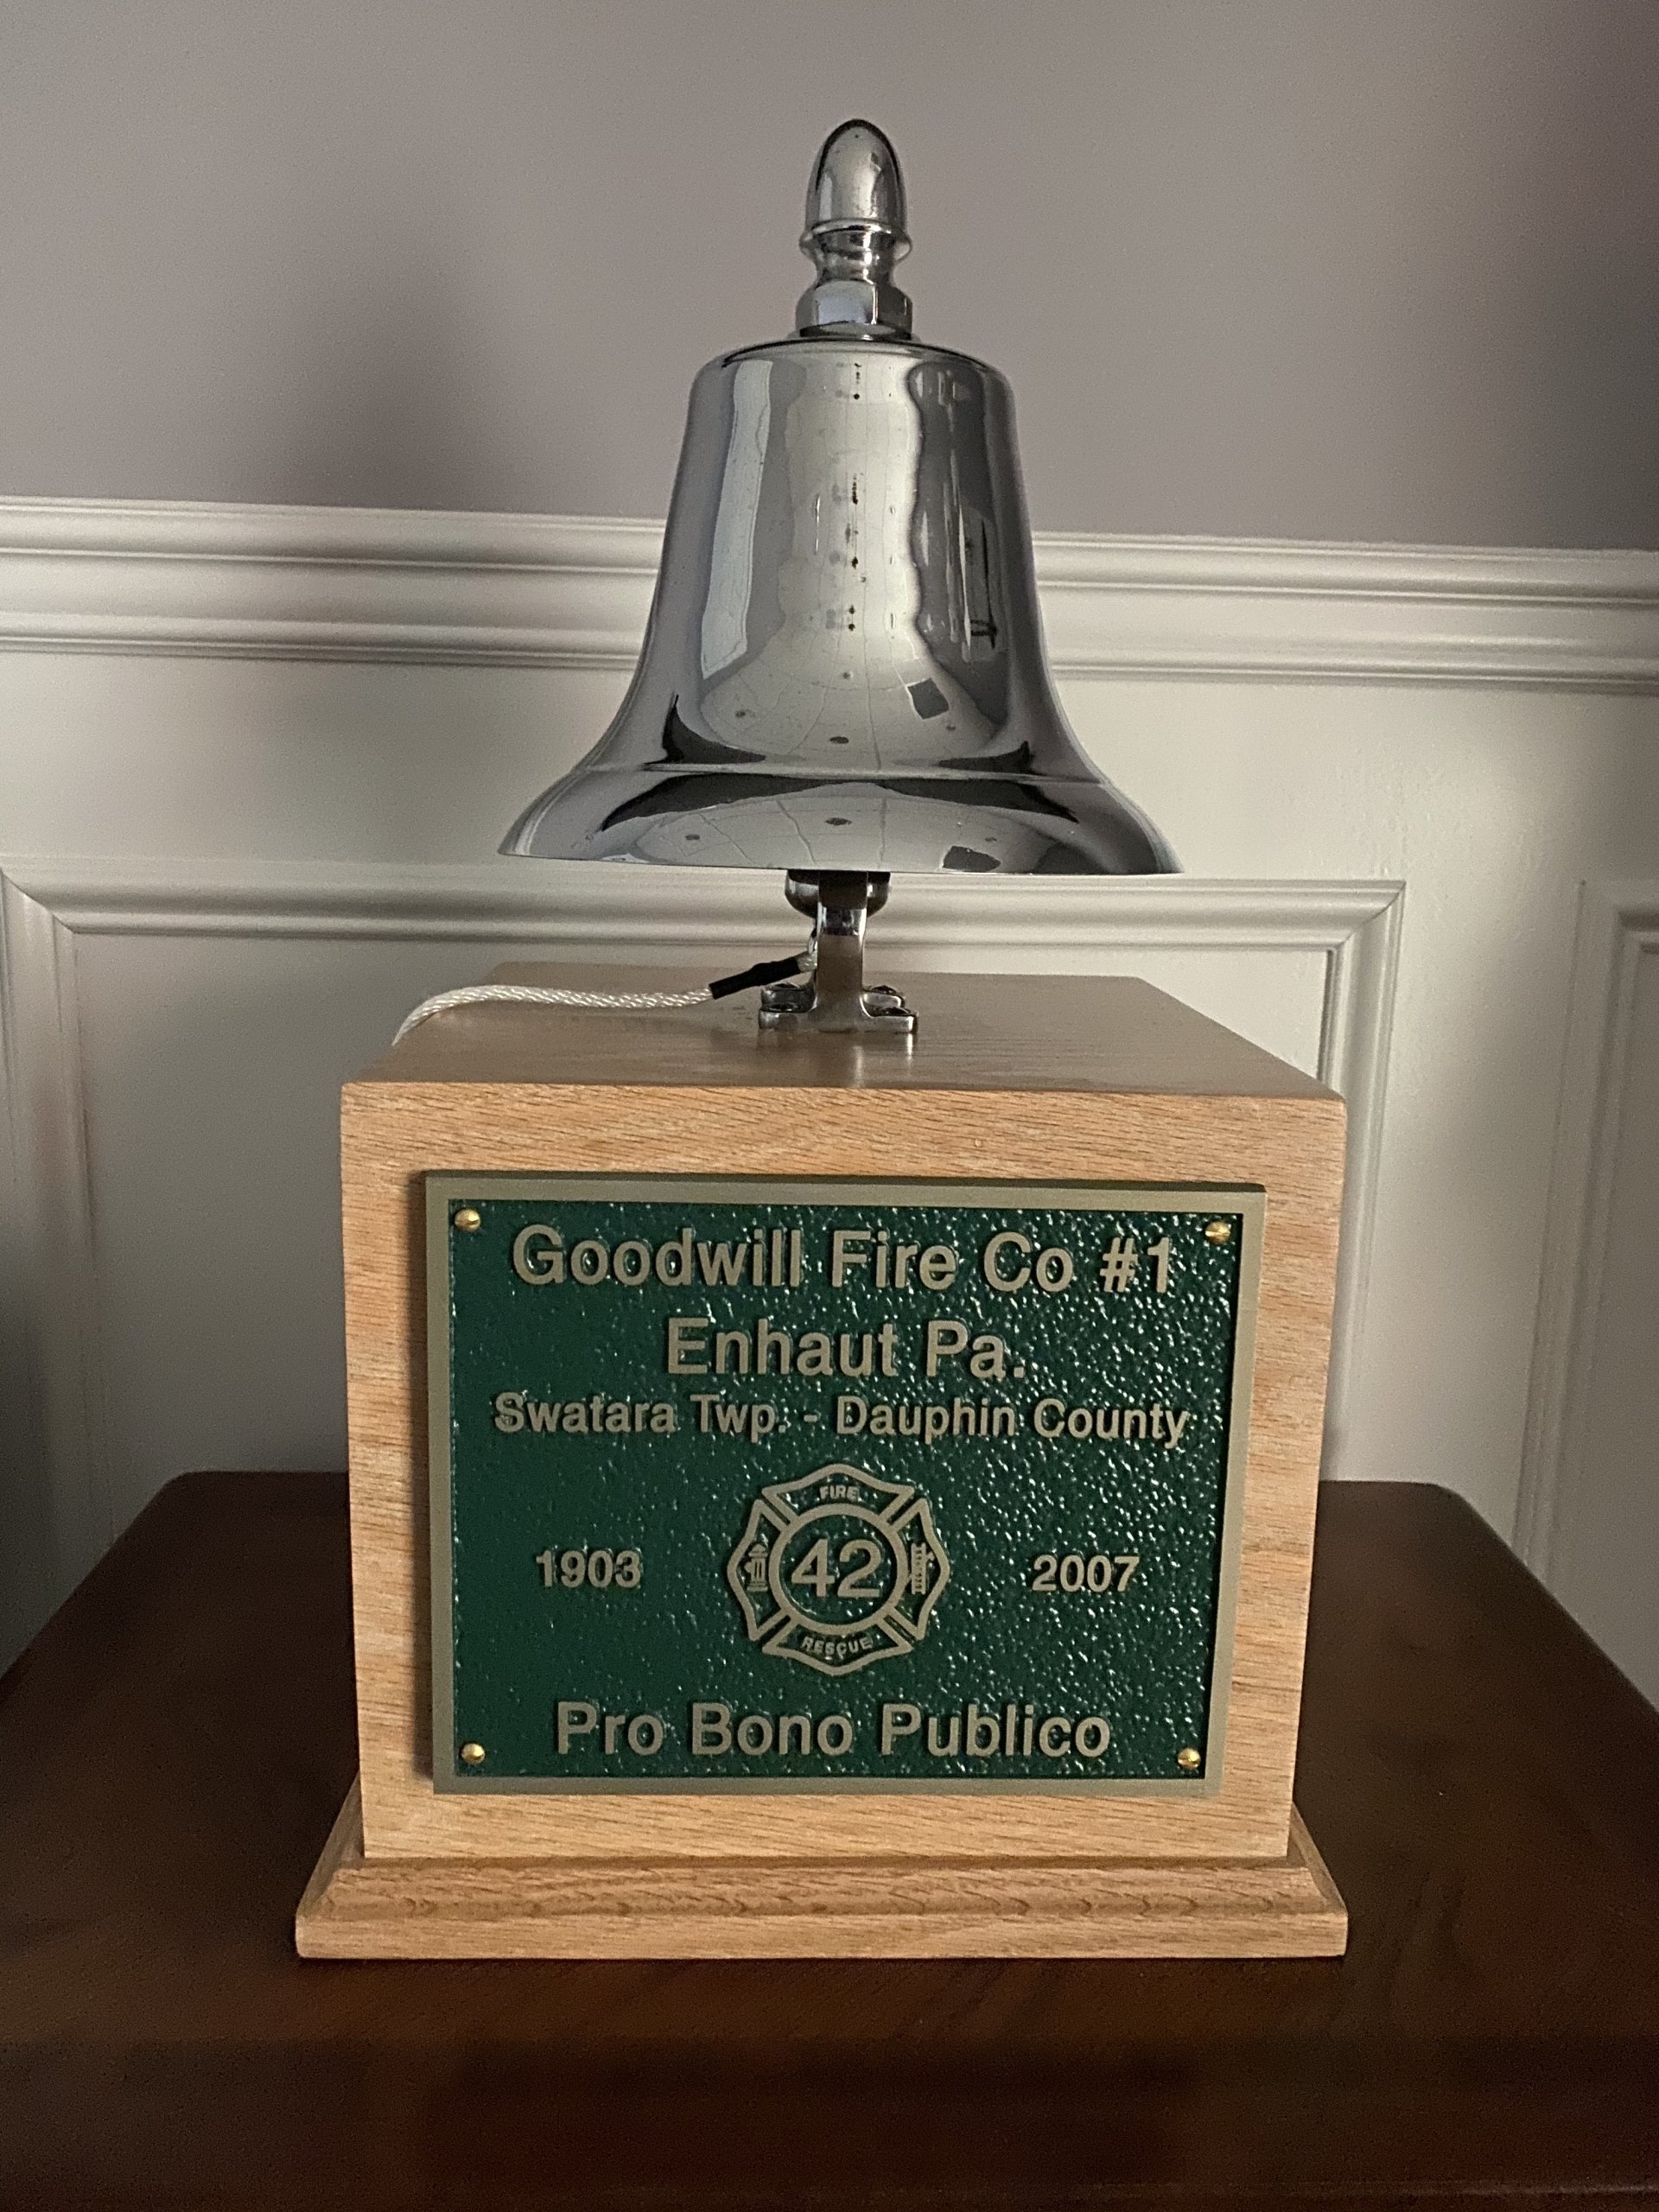 Goodwill Fire Co #1
Enhaut Pa.
Swatara Twp. - Dauphin County
FIRE
1903 42 2007
RESCUE
Pro Bono Publico